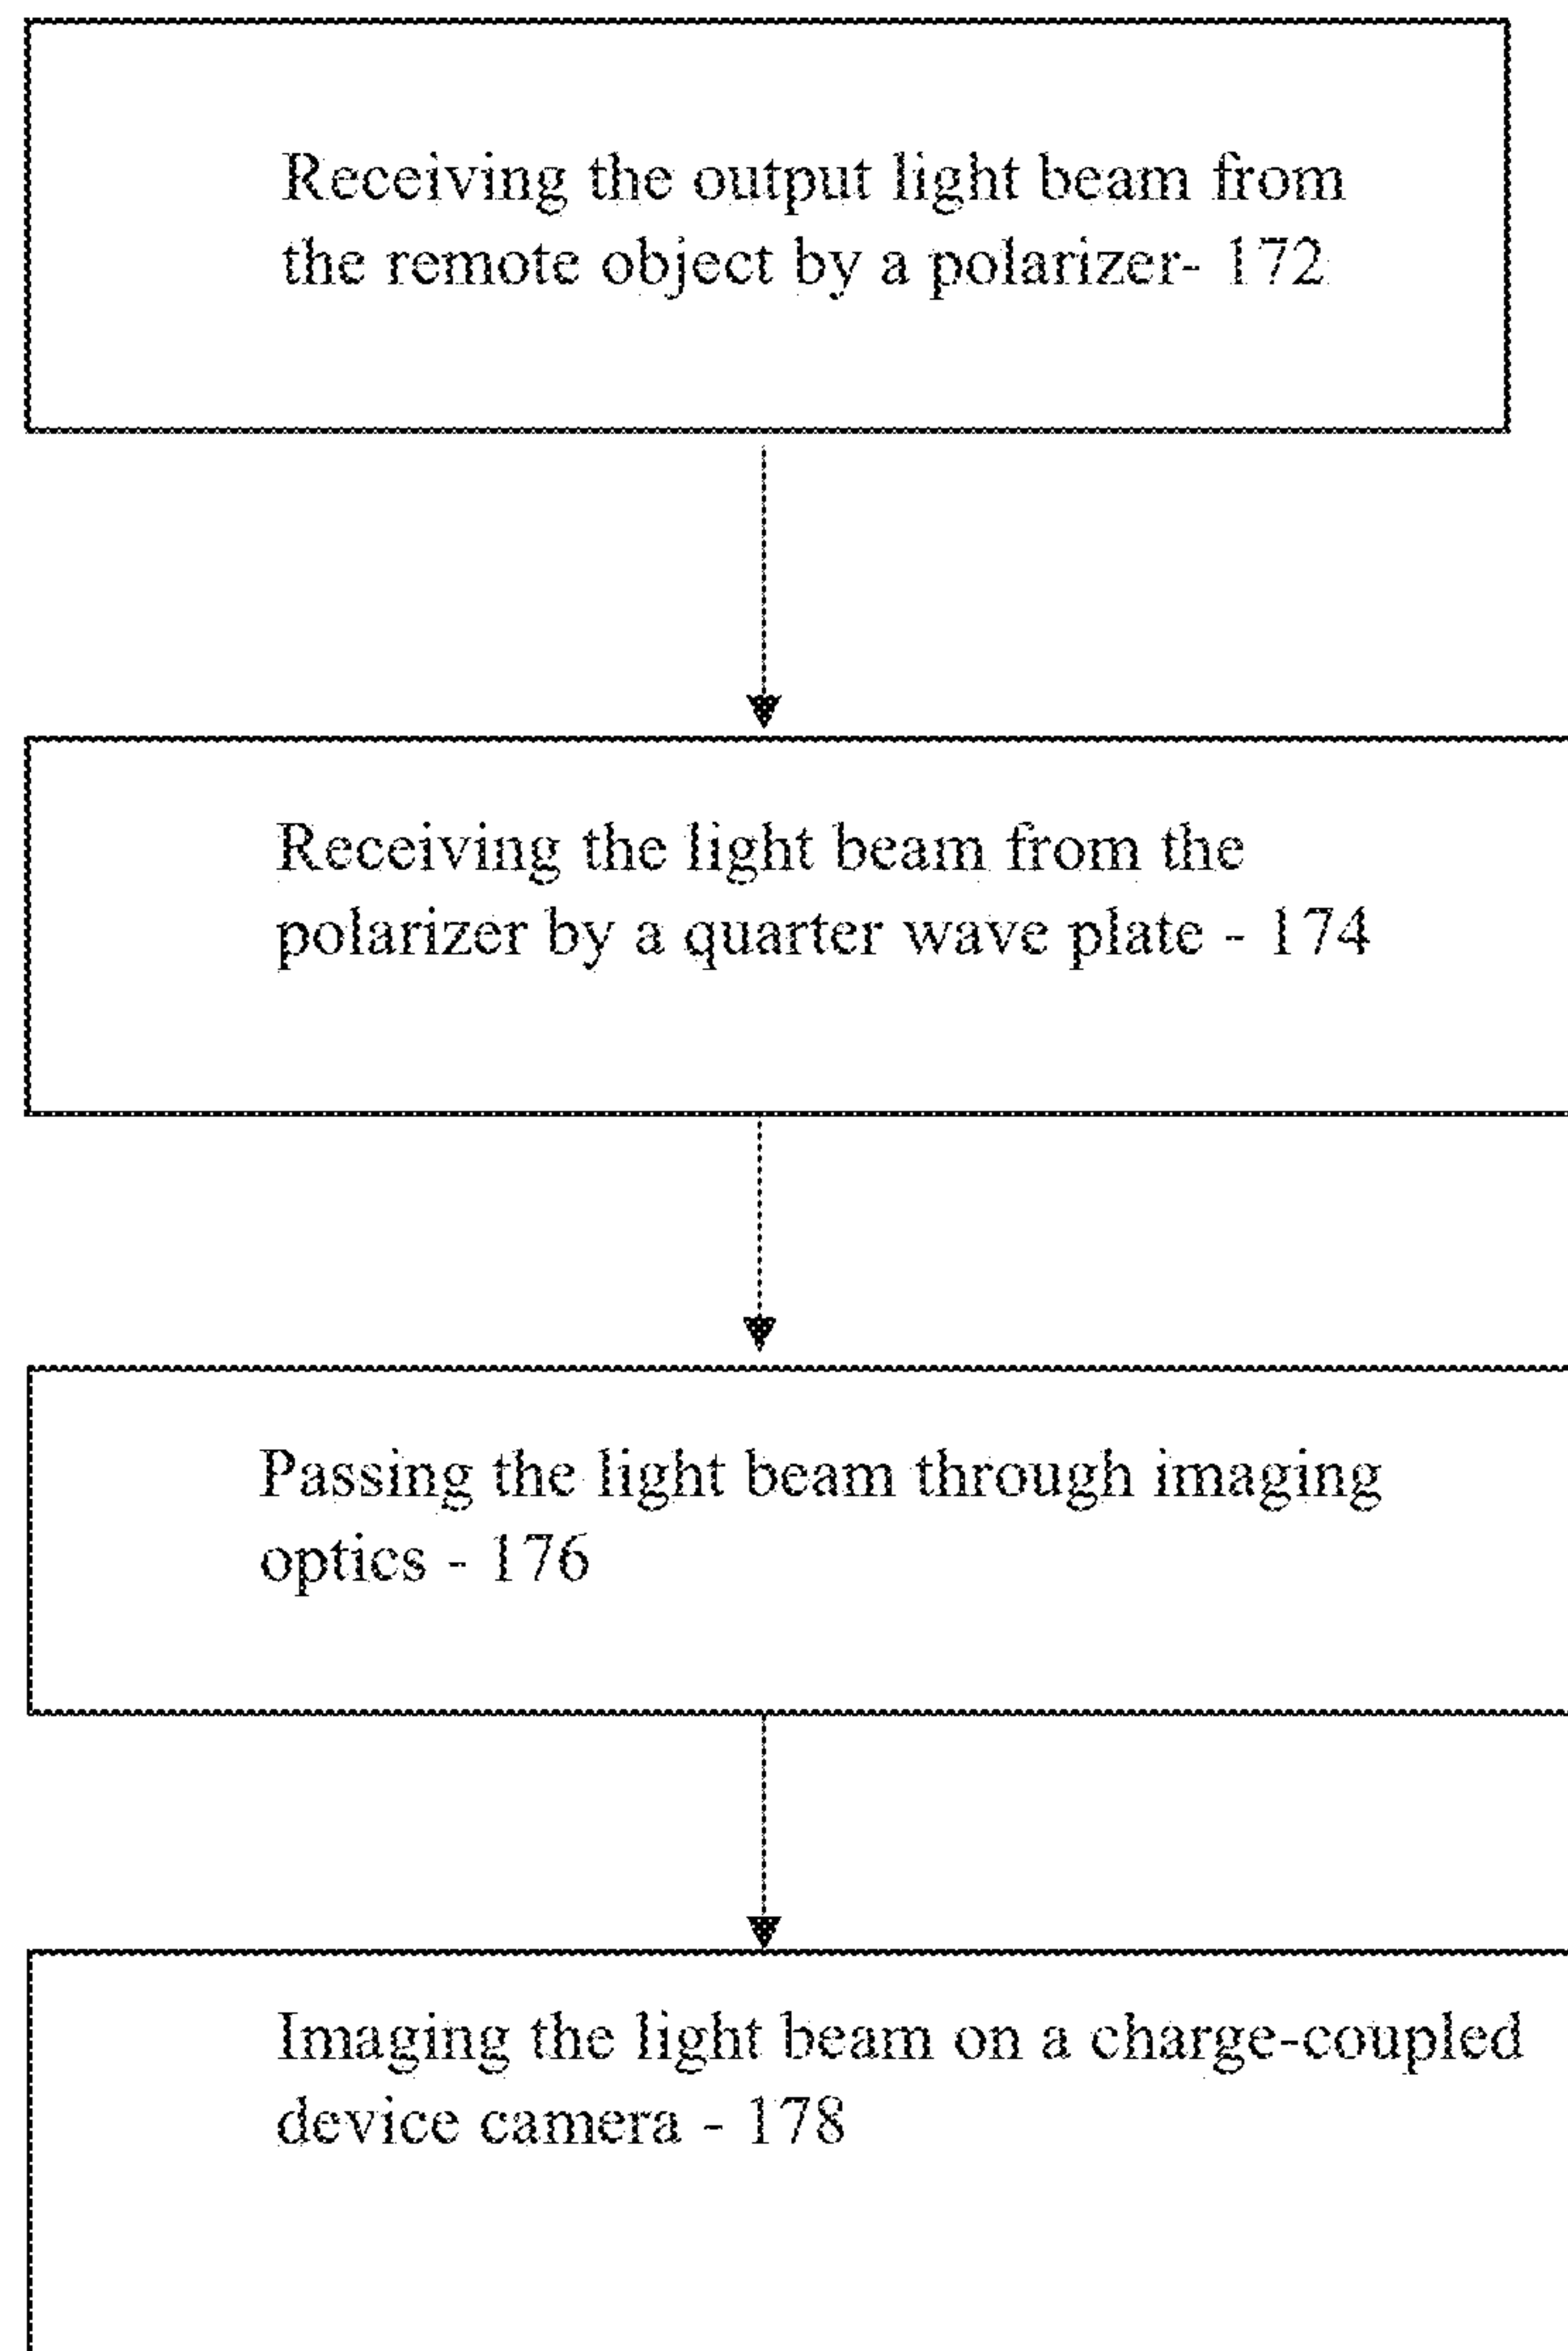 Receiving the output light beam from
the remote object by a polarizer- 172
Receiving the light beam from the
polarizer by a quarter wave plate - 174
Passing the light beam through imaging
optics - 176
Imaging the light beam on a charge-coupled
device camera - 178